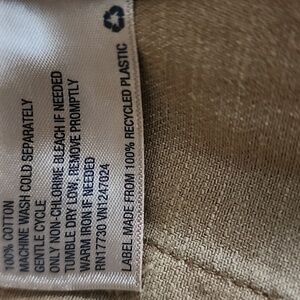 100% COTTON
MACHINE WASH COLD SEPARATELY
GENTLE CYCLE
ONLY NON-CHLORINE BLEACH IF NEEDED
TUMBLE DRY LOW, REMOVE PROMPTLY
WARM IRON IF NEEDED
RN17730 VN1247024
LABEL MADE FROM 100% RECYCLED PLASTIC